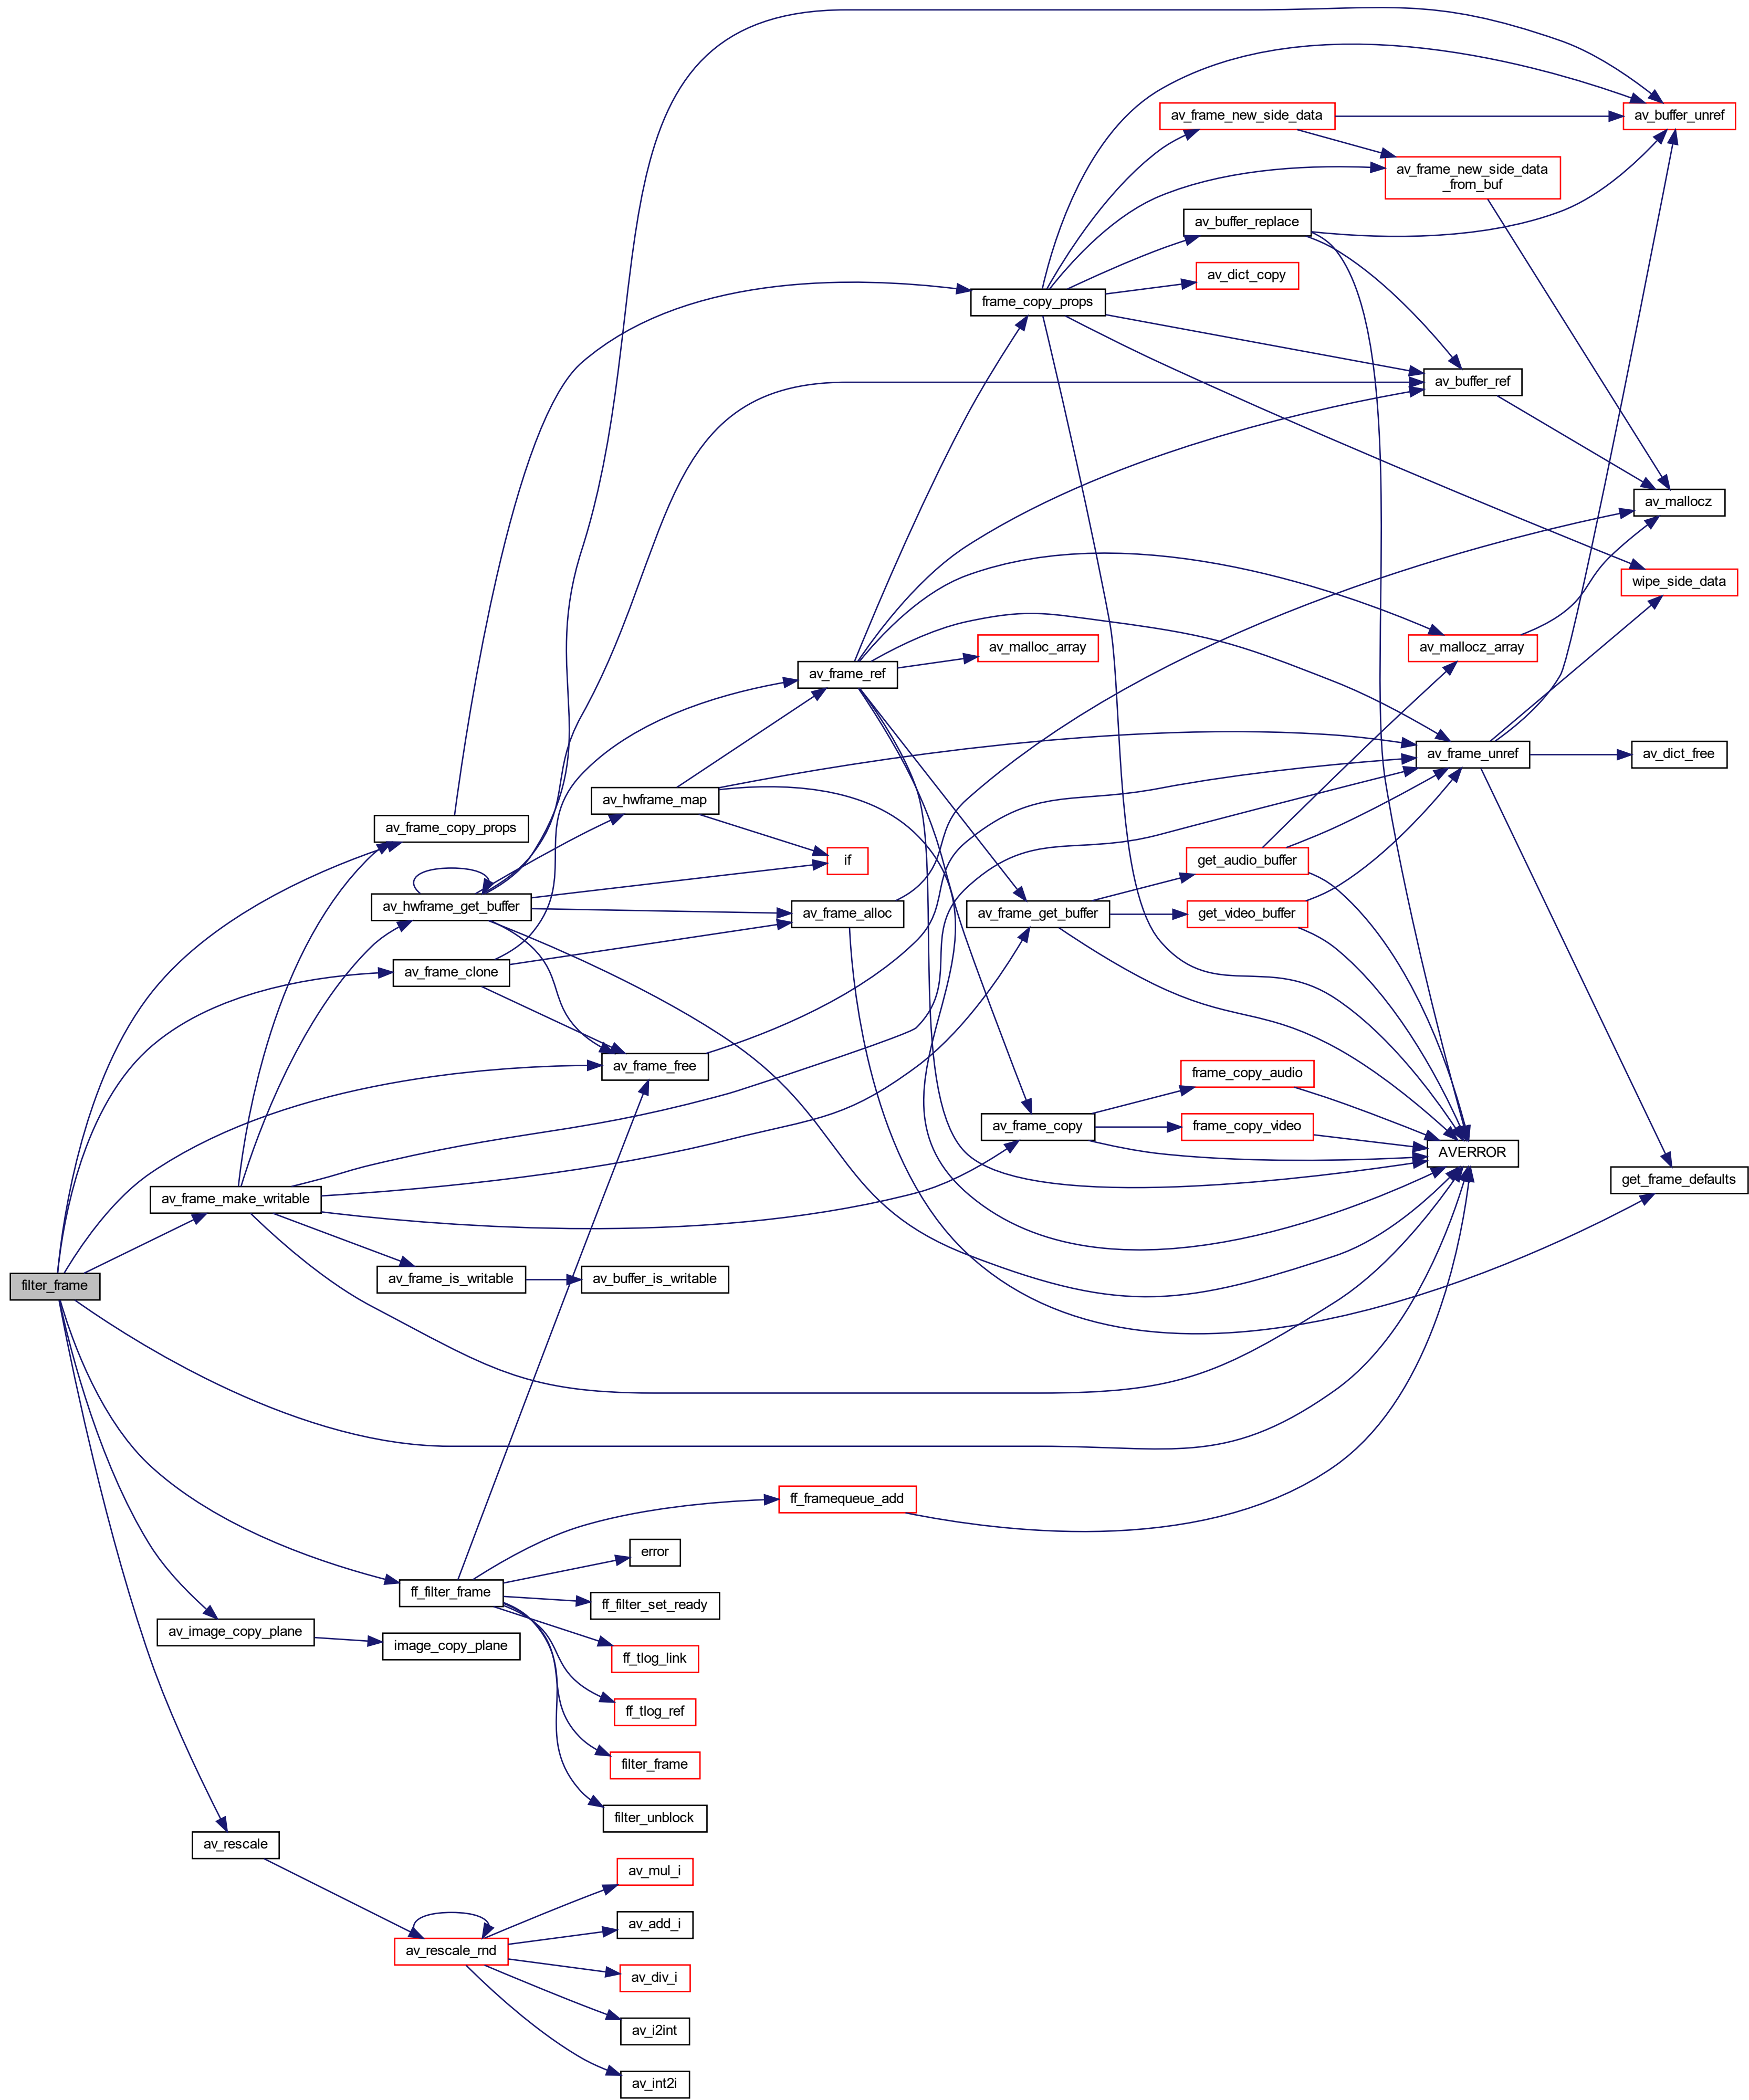 av_frame_new_side_data
av_buffer_unref
av_frame_new_side_data
_from_buf
av_buffer_replace
av_dict_copy
frame_copy_props
av_buffer_ref
av_mallocz
wipe_side_data
av_malloc_array
av_mallocz_array
av_frame_ref
av_frame_unref
av_dict_free
av_hwframe_map
av_frame_copy_props
if
get_audio_buffer
av_hwframe_get_buffer
av_frame_alloc
av_frame_get_buffer
get_video_buffer
av_frame_clone
av_frame_free
frame_copy_audio
av_frame_copy
frame_copy_video
AVERROR
get_frame_defaults
av_frame_make_writable
filter_frame
av_frame_is_writable
av_buffer_is_writable
ff_framequeue_add
error
ff_filter_frame
ff_filter_set_ready
av_image_copy_plane
image_copy_plane
ff_tlog_link
ff_tlog_ref
filter_frame
filter_unblock
av_rescale
av_mul_i
av_add_i
av_rescale_rnd
av_div_i
av_i2int
av_int2i